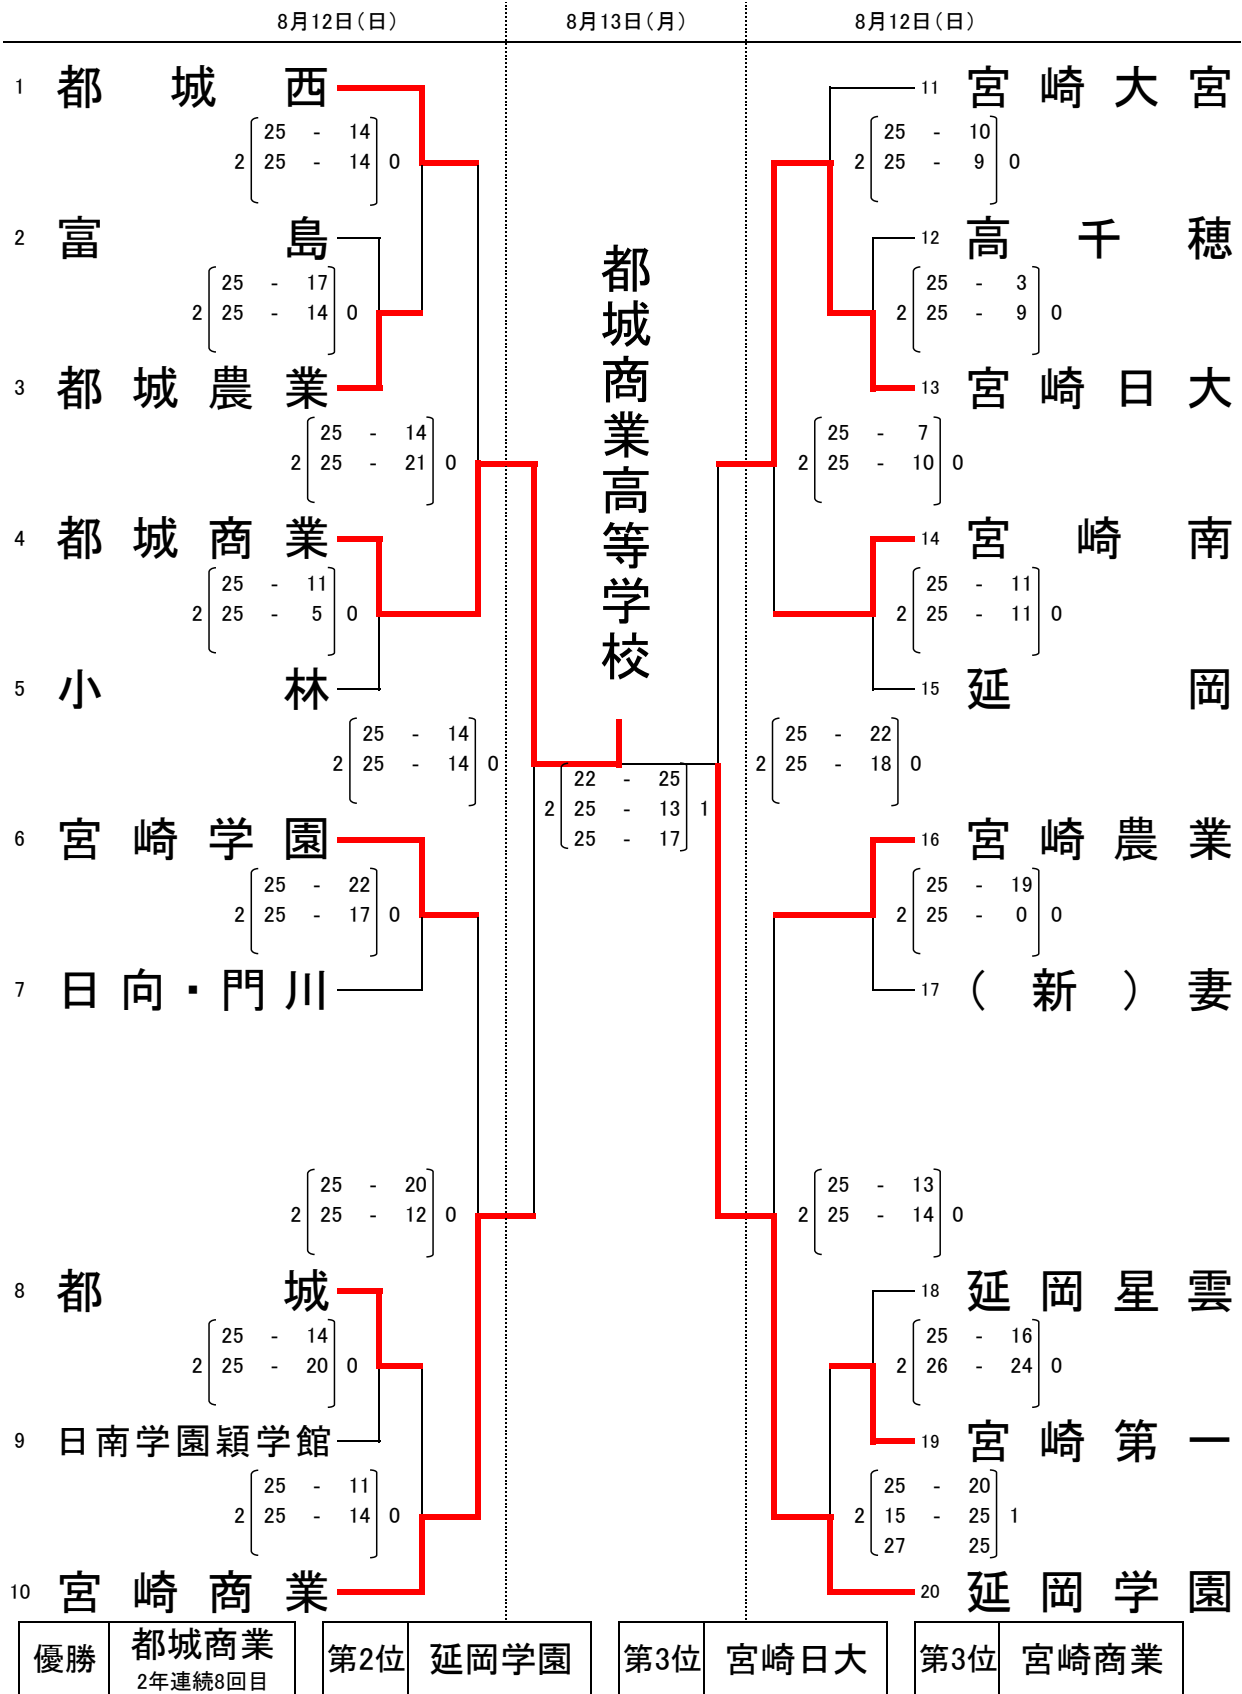 8月12日(日) 8月13日(月) 8月12日(日)
1 都城西
25 - 14
2 25 - 14 0
2 富島
25 - 17
2 25 - 14 0
3 都城農業
25 - 14
2 25 - 21 0
4 都城商業
25 - 11
2 25 - 5 0
5 小林
25 - 14
2 25 - 14 0
6 宮崎学園
25 - 22
2 25 - 17 0
7 日向・門川
25 - 20
2 25 - 12 0
8 都城
25 - 14
2 25 - 20 0
9 日南学園穎学館
25 - 11
2 25 - 14 0
10 宮崎商業
都城商業高等学校
22 - 25
2 25 - 13 1
25 - 17
11 宮崎大宮
25 - 10
2 25 - 9 0
12 高千穂
25 - 3
2 25 - 9 0
13 宮崎日大
25 - 7
2 25 - 10 0
14 宮崎南
25 - 11
2 25 - 11 0
15 延岡
25 - 22
2 25 - 18 0
16 宮崎農業
25 - 19
2 25 - 0 0
17 (新)妻
25 - 13
2 25 - 14 0
18 延岡星雲
25 - 16
2 26 - 24 0
19 宮崎第一
25 - 20
2 15 - 25 1
27 25
20 延岡学園
優勝 都城商業
2年連続8回目
第2位 延岡学園
第3位 宮崎日大
第3位 宮崎商業